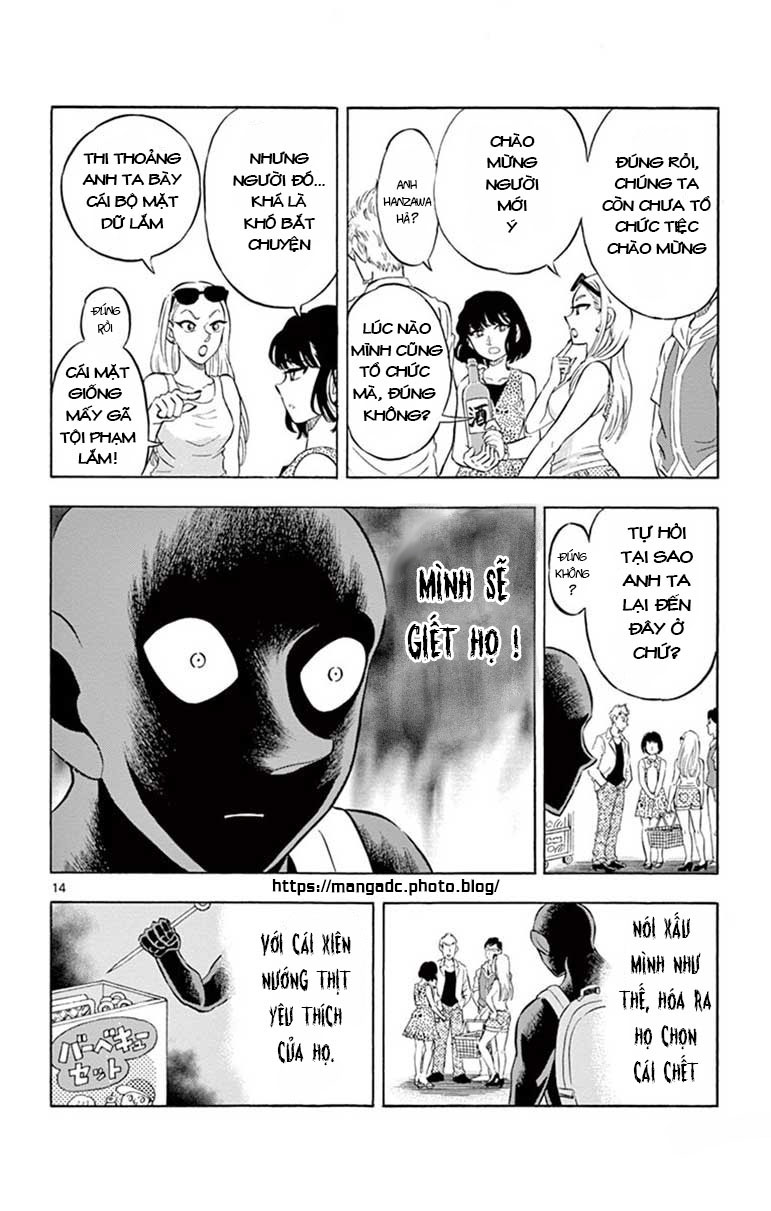 ĐÚNG RỒI,
CHÚNG TA
CÒN CHƯA TỔ
CHỨC TIỆC
CHÀO MỪNG
CHÀO
MỪNG
NGƯỜI
MỚI
Ý
ANH
HANZAWA
HẢ?
LÚC NÀO
MÌNH CŨNG
TỔ CHỨC
MÀ, ĐÚNG
KHÔNG?
酒
NHƯNG
NGƯỜI ĐÓ...
KHÁ LÀ
KHÓ BẮT
CHUYỆN
THI THOẢNG
ANH TA BÀY
CÁI BỘ MẶT
DỮ LẮM
ĐÚNG
RỒI
CÁI MẶT
GIỐNG
MẤY GÃ
TỘI PHẠM
LẮM!
TỰ HỎI
TẠI SAO
ANH TA
LẠI ĐẾN
ĐÂY Ở
CHỨ?
ĐÚNG
KHÔNG
?
MÌNH SẼ
GIẾT HỌ !
14
https://mangadc.photo.blog/
NÓI XẤU
MÌNH NHƯ
THẾ, HÓA RA
HỌ CHỌN
CÁI CHẾT
VỚI CÁI XIÊN
NƯỚNG THỊT
YÊU THÍCH
CỦA HỌ.
バーベキュー
セット